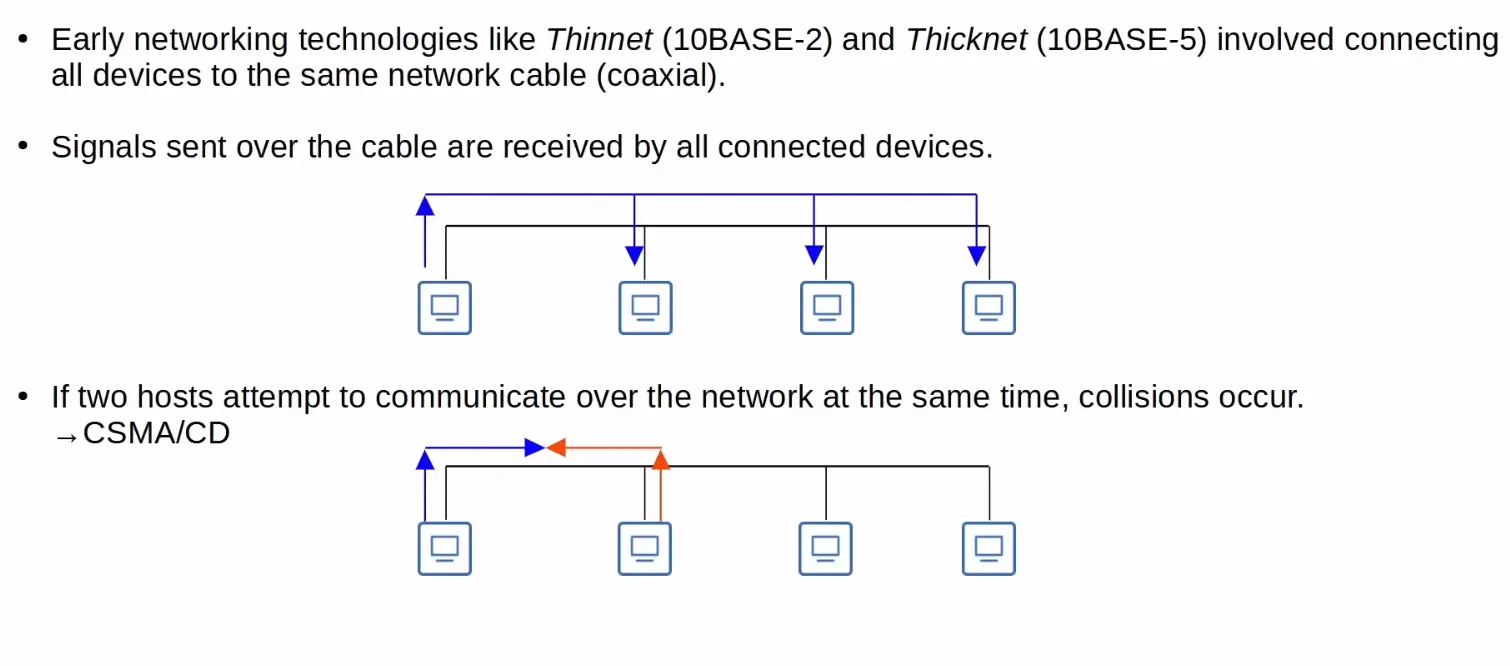 • Early networking technologies like Thinnet (10BASE-2) and Thicknet (10BASE-5) involved connecting
all devices to the same network cable (coaxial).
• Signals sent over the cable are received by all connected devices.
• If two hosts attempt to communicate over the network at the same time, collisions occur.
→CSMA/CD